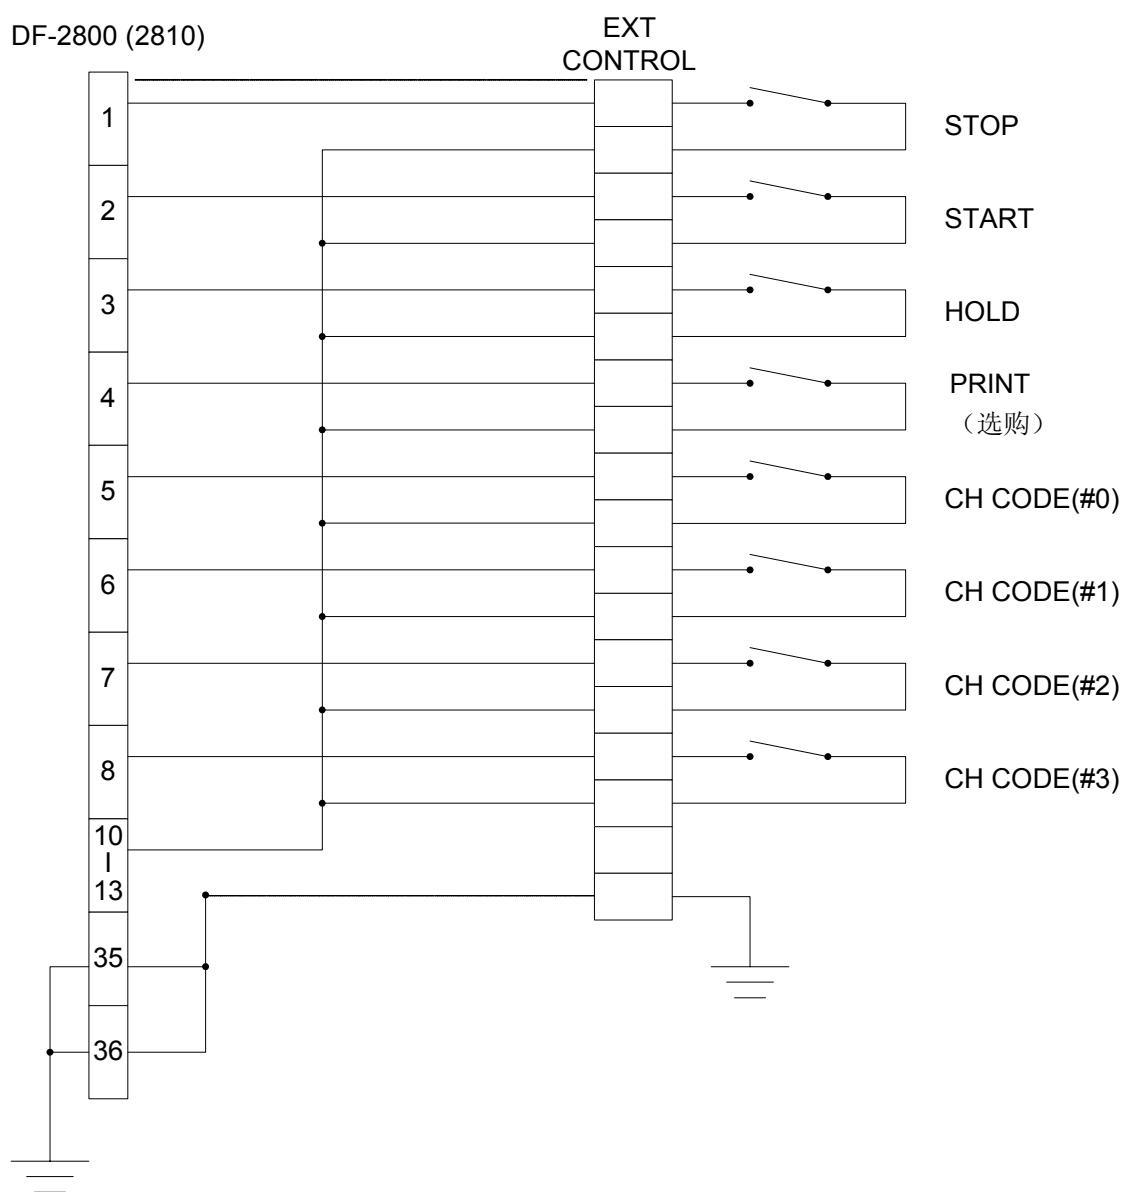 DF-2800 (2810)
EXT
CONTROL
1
STOP
2
START
3
HOLD
4
PRINT
（选购）
5
CH CODE(#0)
6
CH CODE(#1)
7
CH CODE(#2)
8
CH CODE(#3)
10
|
13
35
36